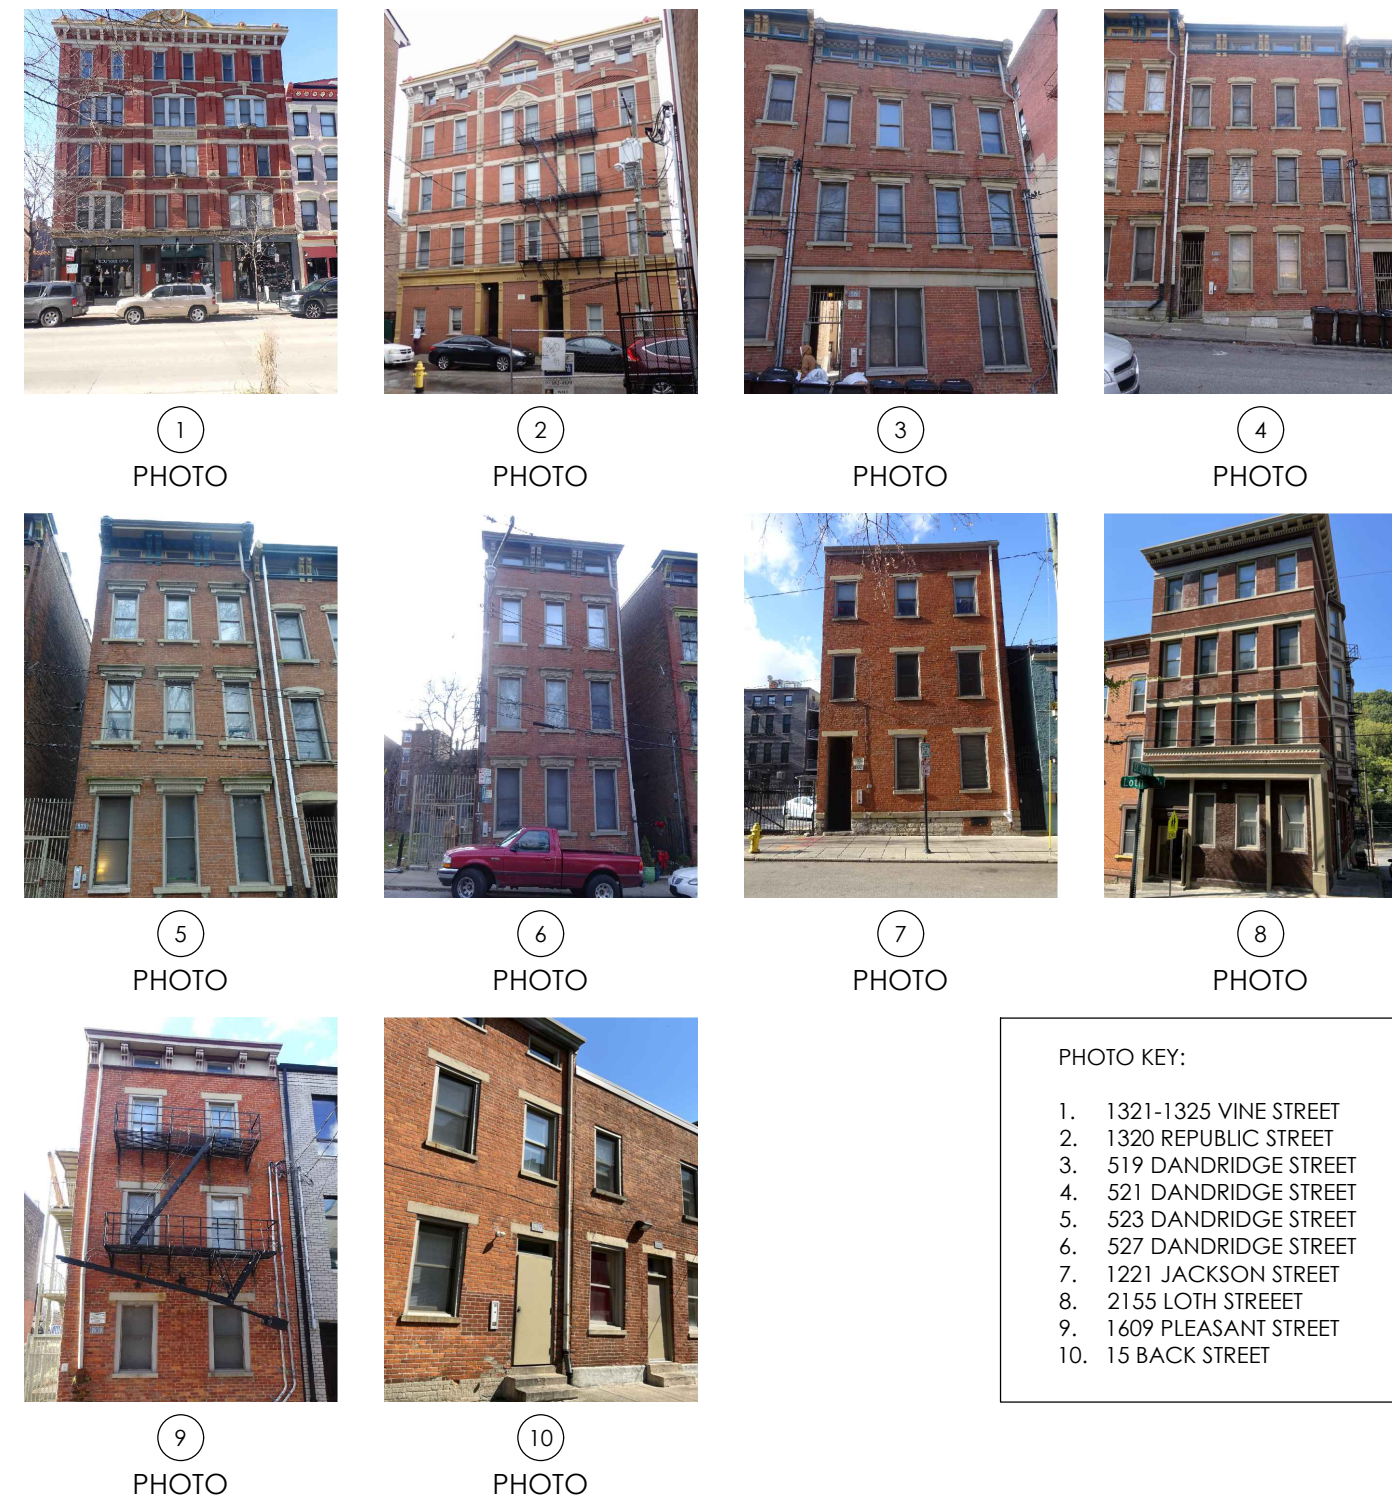 1
PHOTO
2
PHOTO
3
PHOTO
4
PHOTO
5
PHOTO
6
PHOTO
7
PHOTO
8
PHOTO
9
PHOTO
10
PHOTO
PHOTO KEY:
1. 1321-1325 VINE STREET
2. 1320 REPUBLIC STREET
3. 519 DANDRIDGE STREET
4. 521 DANDRIDGE STREET
5. 523 DANDRIDGE STREET
6. 527 DANDRIDGE STREET
7. 1221 JACKSON STREET
8. 2155 LOTH STREEET
9. 1609 PLEASANT STREET
10. 15 BACK STREET